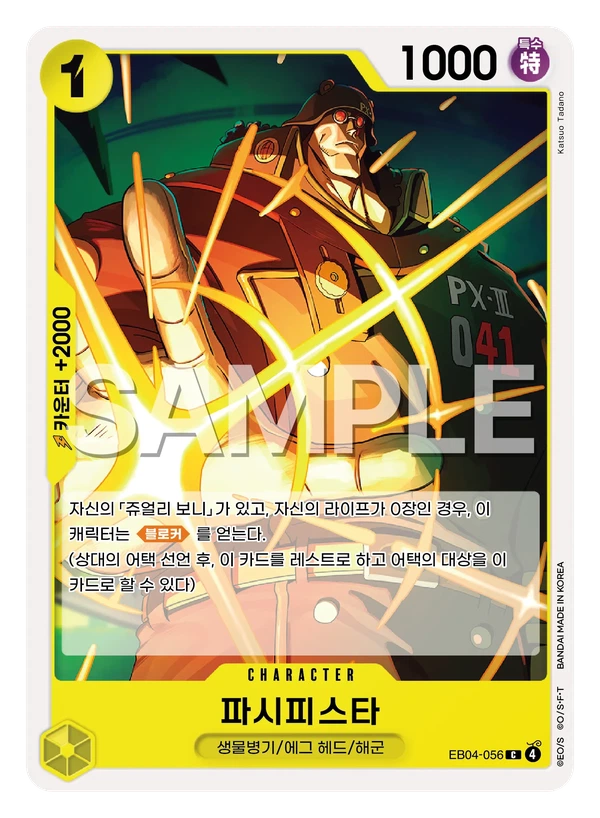 1
1000
특수
特
Katsuo Tadano
PX-III
041
카운터 +2000
SAMPLE
자신의 「쥬얼리 보니」가 있고, 자신의 라이프가 0장인 경우, 이
캐릭터는 블로커 를 얻는다.
(상대의 어택 선언 후, 이 카드를 레스트로 하고 어택의 대상을 이
카드로 할 수 있다)
CHARACTER
파시피스타
생물병기/에그 헤드/해군
EB04-056 C 4
©EO/S ©O/S・F・T BANDAI MADE IN KOREA